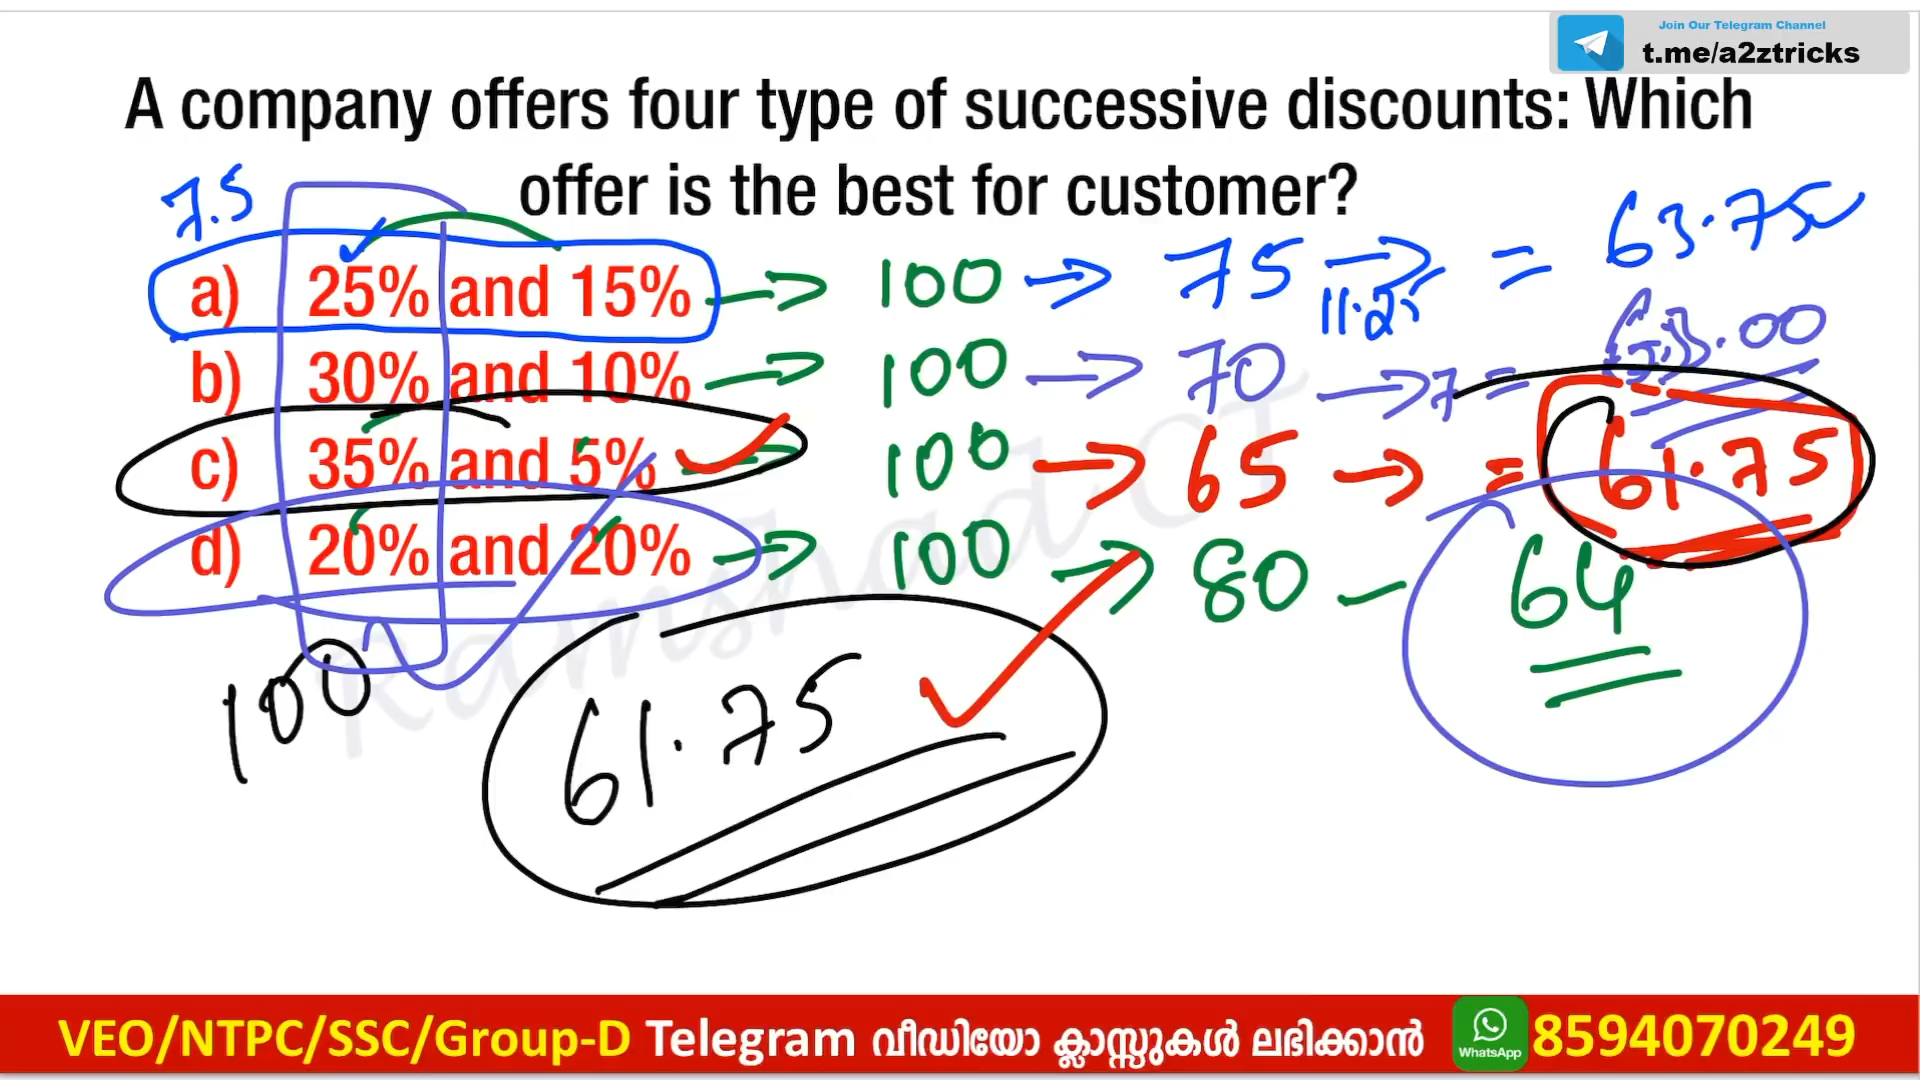 Join Our Telegram Channel
t.me/a2ztricks
A company offers four type of successive discounts: Which
offer is the best for customer?
7.5
a) 25% and 15% → 100 → 75 → 11.25 = 63.75
b) 30% and 10% → 100 → 70 → 7 = 63.00
c) 35% and 5% → 100 → 65 → = 61.75
d) 20% and 20% → 100 → 80 – 64
100
61.75
Ramshad CT
VEO/NTPC/SSC/Group-D Telegram വീഡിയോ ക്ലാസ്സുകൾ ലഭിക്കാൻ WhatsApp 8594070249